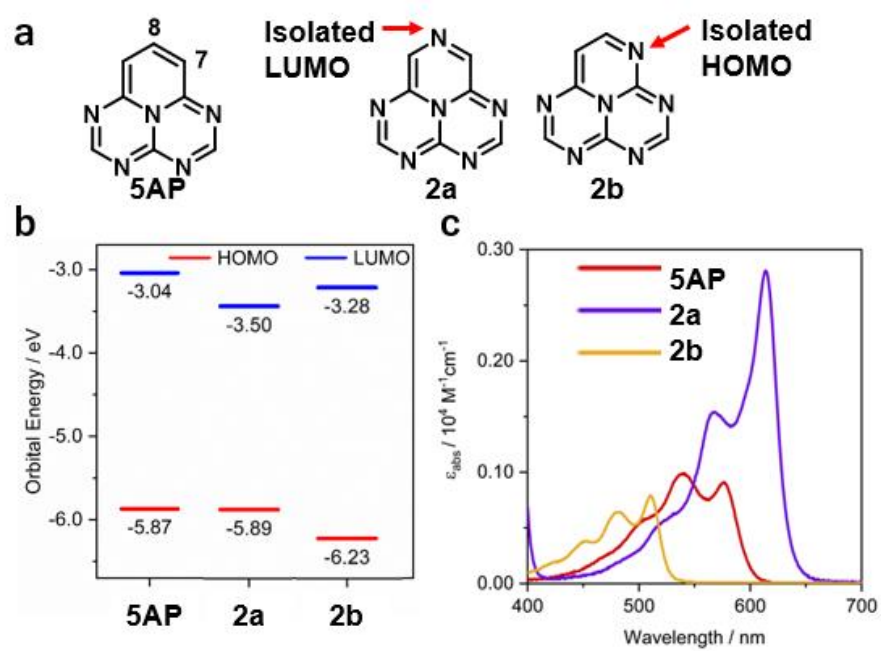 a
8
7
N
N
N
N
N
5AP
Isolated
LUMO
N
N
N
N
N
N
2a
Isolated
HOMO
N
N
N
N
N
N
2b
b
HOMO
LUMO
Orbital Energy / eV
-3.0
-4.0
-5.0
-6.0
-3.04
-3.50
-3.28
-5.87
-5.89
-6.23
5AP
2a
2b
c
5AP
2a
2b
εabs / 10⁴ M⁻¹cm⁻¹
0.30
0.20
0.10
0.00
400
500
600
700
Wavelength / nm